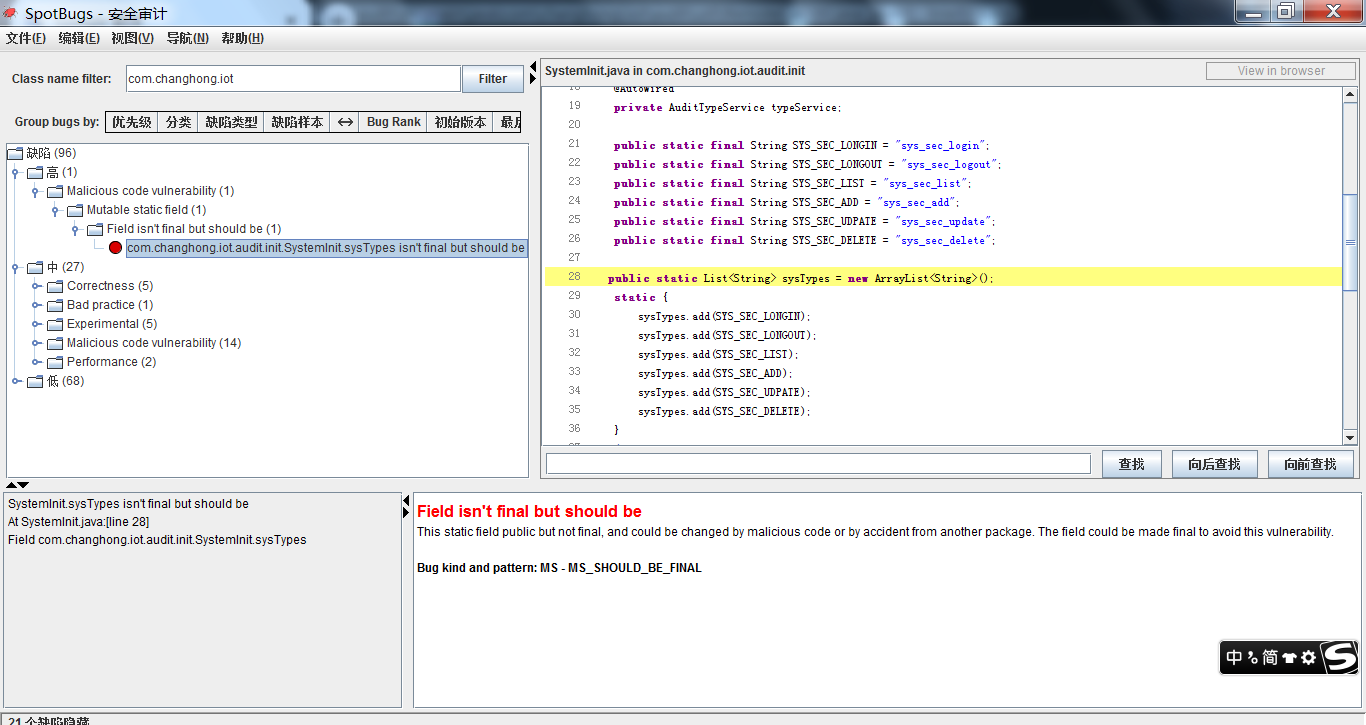 SpotBugs - 安全审计
文件(F) 编辑(E) 视图(V) 导航(N) 帮助(H)
Class name filter: com.changhong.iot Filter
Group bugs by: 优先级 分类 缺陷类型 缺陷样本 ↔ Bug Rank 初始版本
缺陷 (96)
高 (1)
Malicious code vulnerability (1)
Mutable static field (1)
Field isn't final but should be (1)
com.changhong.iot.audit.init.SystemInit.sysTypes isn't final but should be
中 (27)
Correctness (5)
Bad practice (1)
Experimental (5)
Malicious code vulnerability (14)
Performance (2)
低 (68)
SystemInit.java in com.changhong.iot.audit.init View in browser
18 @Autowired
19 private AuditTypeService typeService;
20
21 public static final String SYS_SEC_LONGIN = "sys_sec_login";
22 public static final String SYS_SEC_LONGOUT = "sys_sec_logout";
23 public static final String SYS_SEC_LIST = "sys_sec_list";
24 public static final String SYS_SEC_ADD = "sys_sec_add";
25 public static final String SYS_SEC_UDPATE = "sys_sec_update";
26 public static final String SYS_SEC_DELETE = "sys_sec_delete";
27
28 public static List<String> sysTypes = new ArrayList<String>();
29 static {
30 sysTypes.add(SYS_SEC_LONGIN);
31 sysTypes.add(SYS_SEC_LONGOUT);
32 sysTypes.add(SYS_SEC_LIST);
33 sysTypes.add(SYS_SEC_ADD);
34 sysTypes.add(SYS_SEC_UDPATE);
35 sysTypes.add(SYS_SEC_DELETE);
36 }
查找 向后查找 向前查找
SystemInit.sysTypes isn't final but should be
At SystemInit.java:[line 28]
Field com.changhong.iot.audit.init.SystemInit.sysTypes
Field isn't final but should be
This static field public but not final, and could be changed by malicious code or by accident from another package. The field could be made final to avoid this vulnerability.
Bug kind and pattern: MS - MS_SHOULD_BE_FINAL
中 简 S
21 个缺陷隐藏